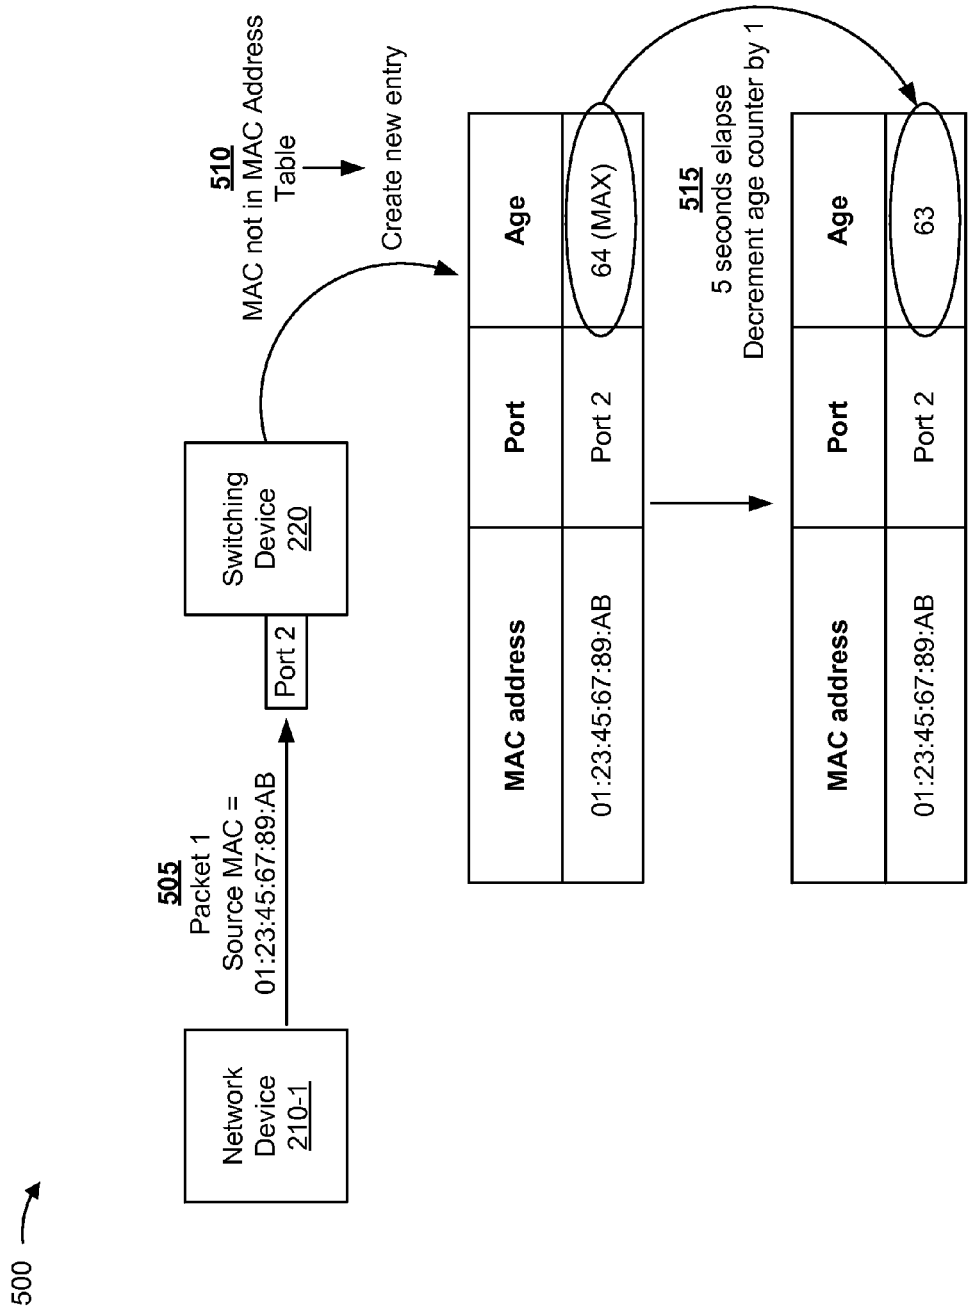 500
Network
Device
210-1
505
Packet 1
Source MAC =
01:23:45:67:89:AB
Port 2
Switching
Device
220
510
MAC not in MAC Address
Table
Create new entry
MAC address Port Age
01:23:45:67:89:AB Port 2 64 (MAX)
515
5 seconds elapse
Decrement age counter by 1
MAC address Port Age
01:23:45:67:89:AB Port 2 63